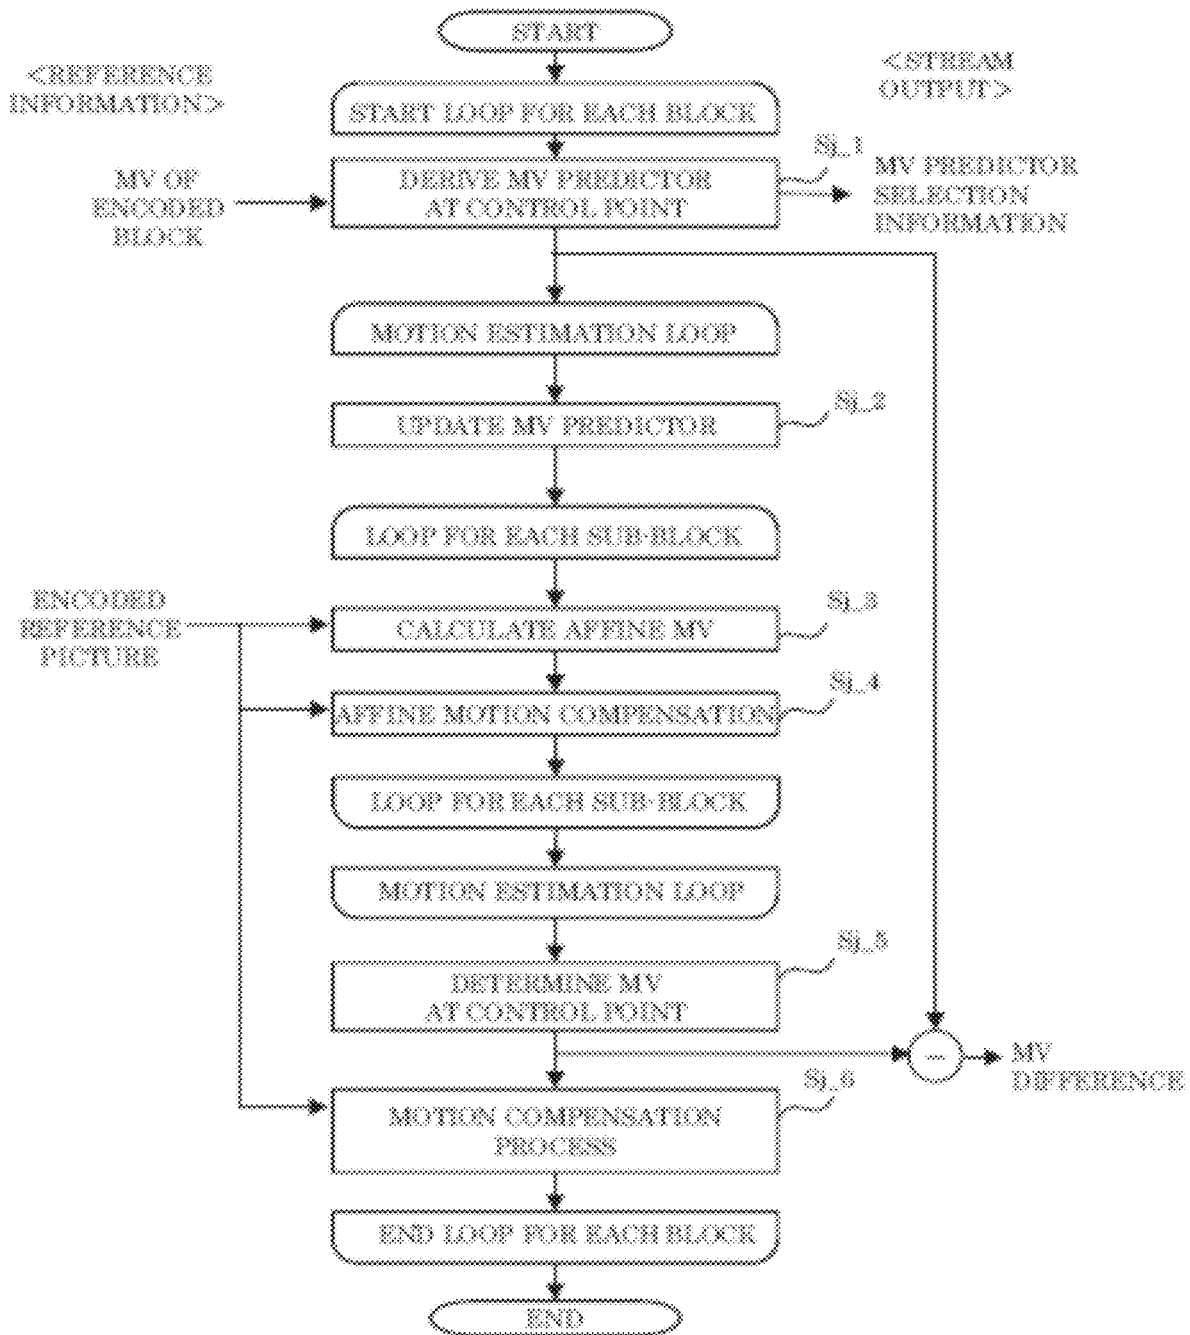 START
<REFERENCE
INFORMATION>
<STREAM
OUTPUT>
START LOOP FOR EACH BLOCK
Sj_1
MV OF
ENCODED
BLOCK
DERIVE MV PREDICTOR
AT CONTROL POINT
MV PREDICTOR
SELECTION
INFORMATION
MOTION ESTIMATION LOOP
Sj_2
UPDATE MV PREDICTOR
LOOP FOR EACH SUB-BLOCK
ENCODED
REFERENCE
PICTURE
Sj_3
CALCULATE AFFINE MV
Sj_4
AFFINE MOTION COMPENSATION
LOOP FOR EACH SUB-BLOCK
MOTION ESTIMATION LOOP
Sj_5
DETERMINE MV
AT CONTROL POINT
−
MV
DIFFERENCE
Sj_6
MOTION COMPENSATION
PROCESS
END LOOP FOR EACH BLOCK
END